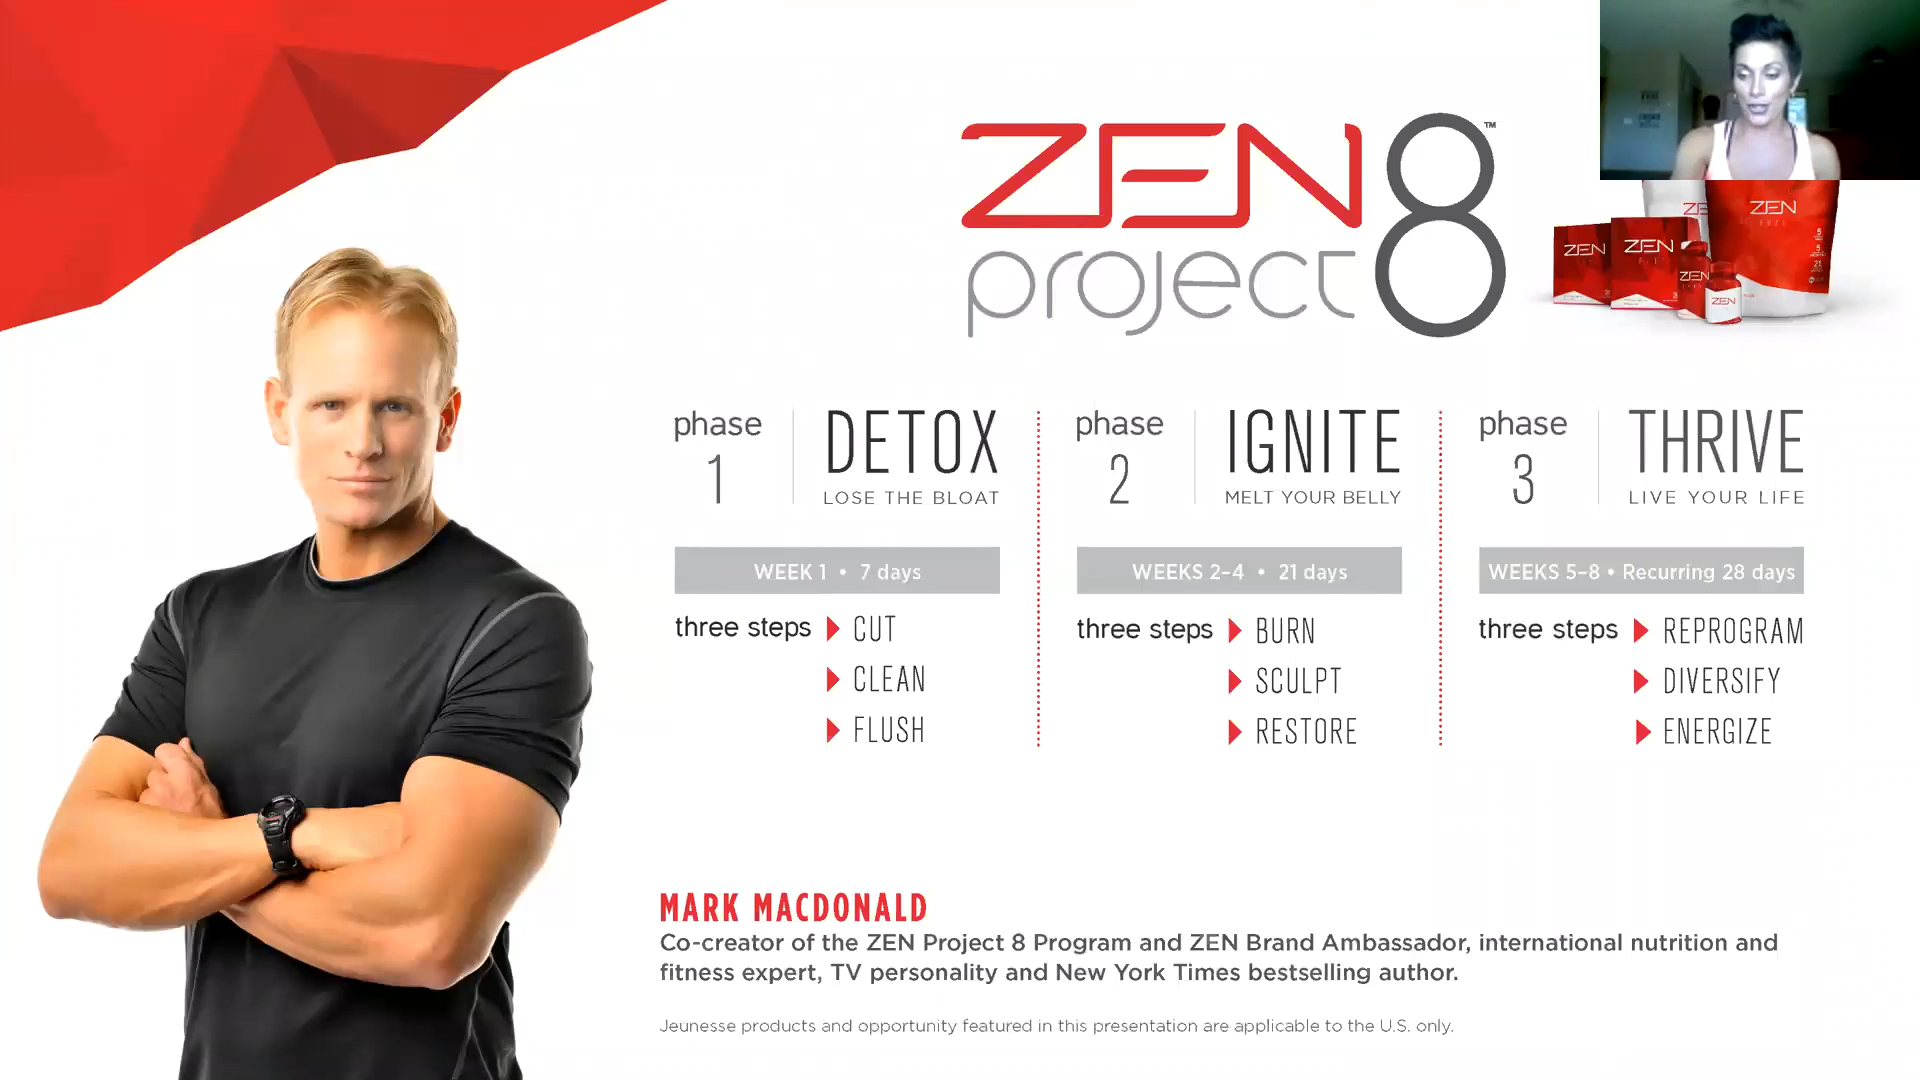 ZEN
project 8™
ZEN
ZEN
ZEN
ZEN
ZEN
ZEN
phase 1
DETOX
LOSE THE BLOAT
WEEK 1 • 7 days
three steps
CUT
CLEAN
FLUSH
phase 2
IGNITE
MELT YOUR BELLY
WEEKS 2–4 • 21 days
three steps
BURN
SCULPT
RESTORE
phase 3
THRIVE
LIVE YOUR LIFE
WEEKS 5–8 • Recurring 28 days
three steps
REPROGRAM
DIVERSIFY
ENERGIZE
MARK MACDONALD
Co-creator of the ZEN Project 8 Program and ZEN Brand Ambassador, international nutrition and
fitness expert, TV personality and New York Times bestselling author.
Jeunesse products and opportunity featured in this presentation are applicable to the U.S. only.